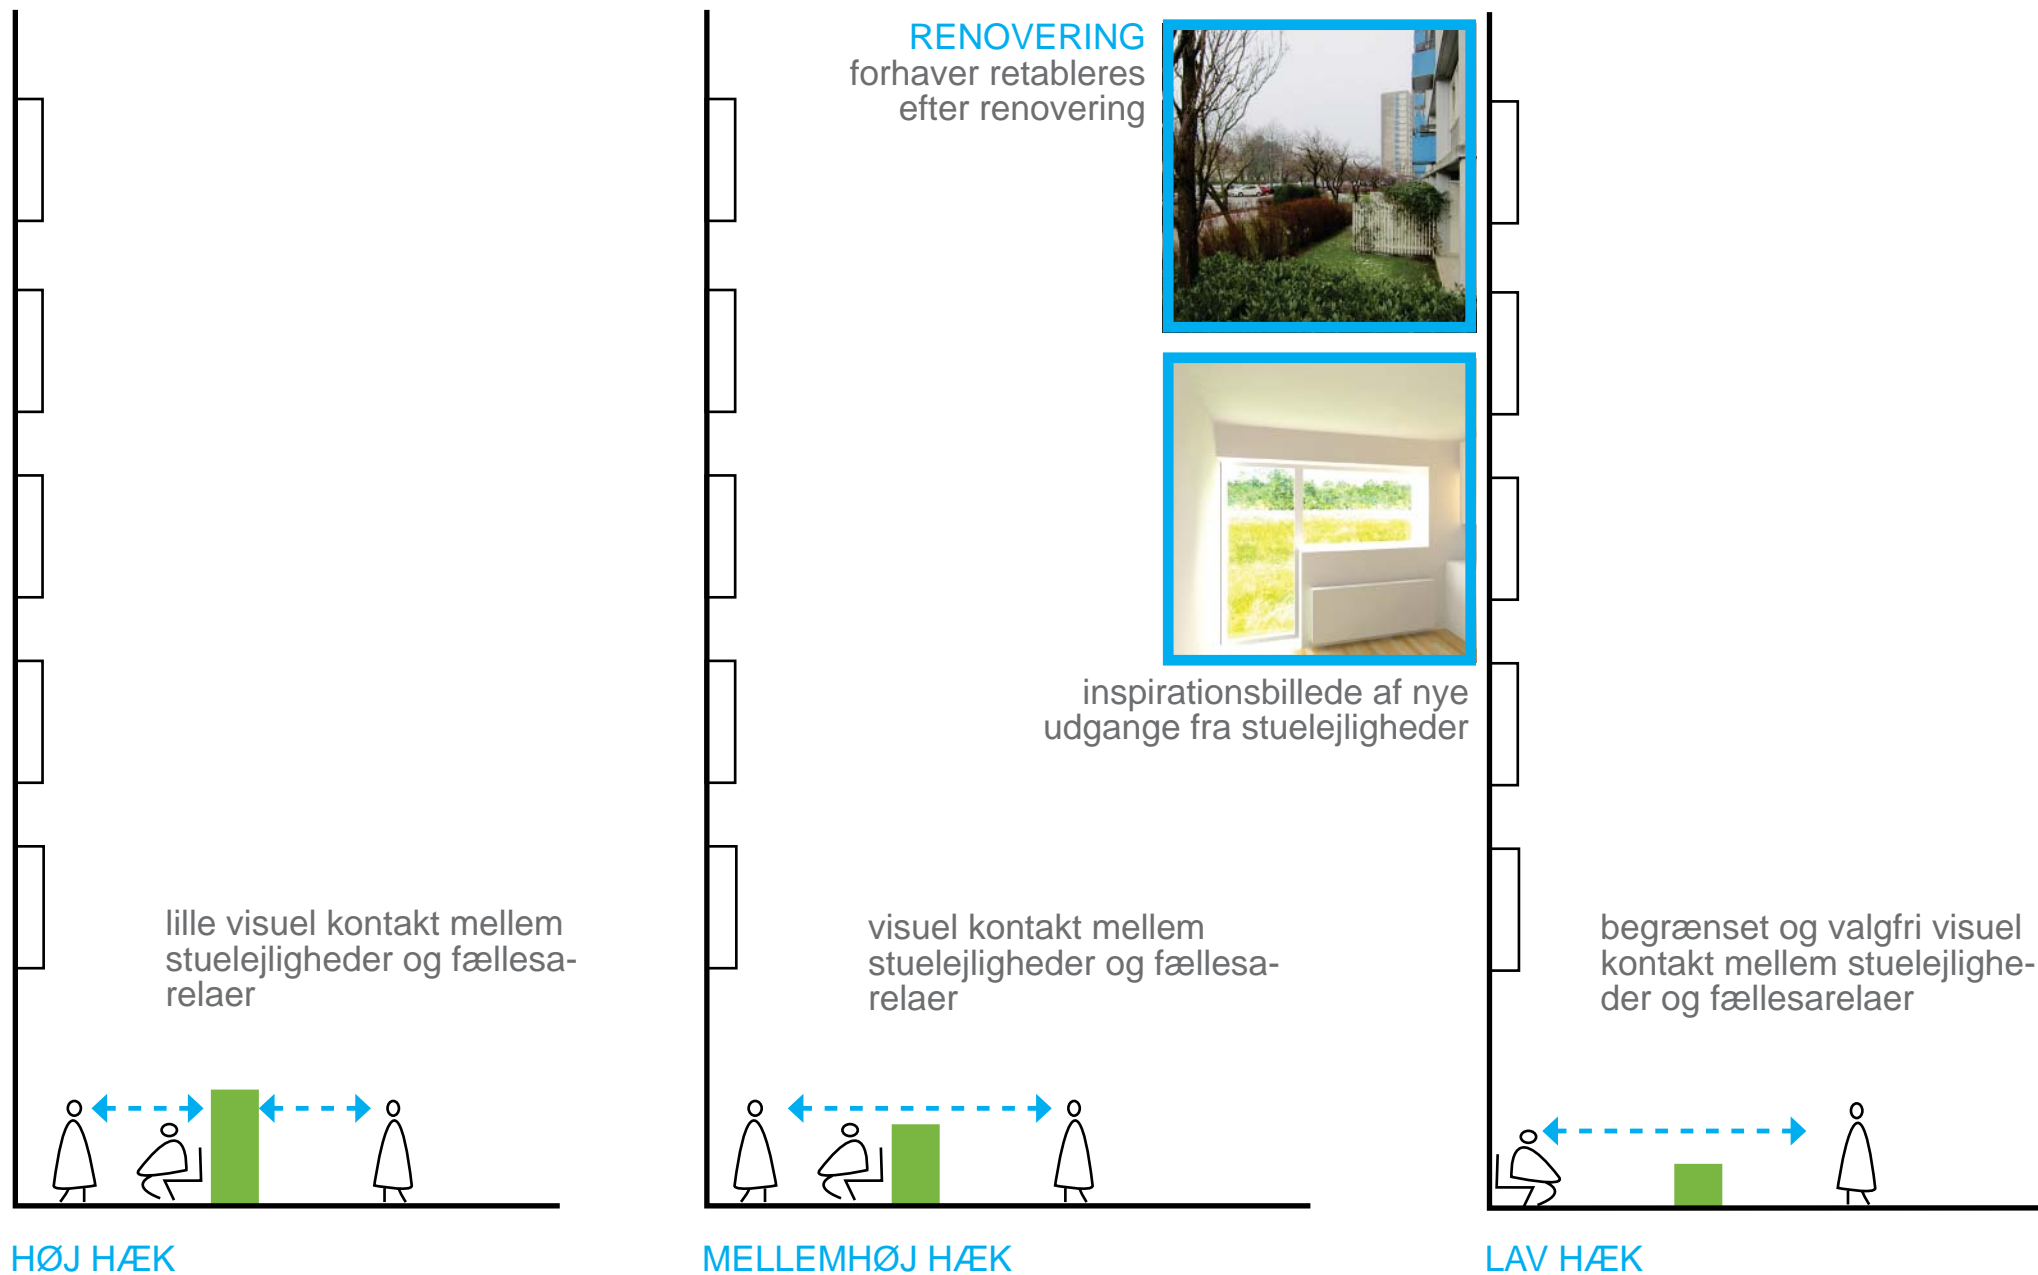 RENOVERING
forhaver retableres
efter renovering
inspirationsbillede af nye
udgange fra stuelejligheder
lille visuel kontakt mellem
stuelejligheder og fællesa-
relaer
visuel kontakt mellem
stuelejligheder og fællesa-
relaer
begrænset og valgfri visuel
kontakt mellem stuelejlighe-
der og fællesarelaer
HØJ HÆK
MELLEMHØJ HÆK
LAV HÆK